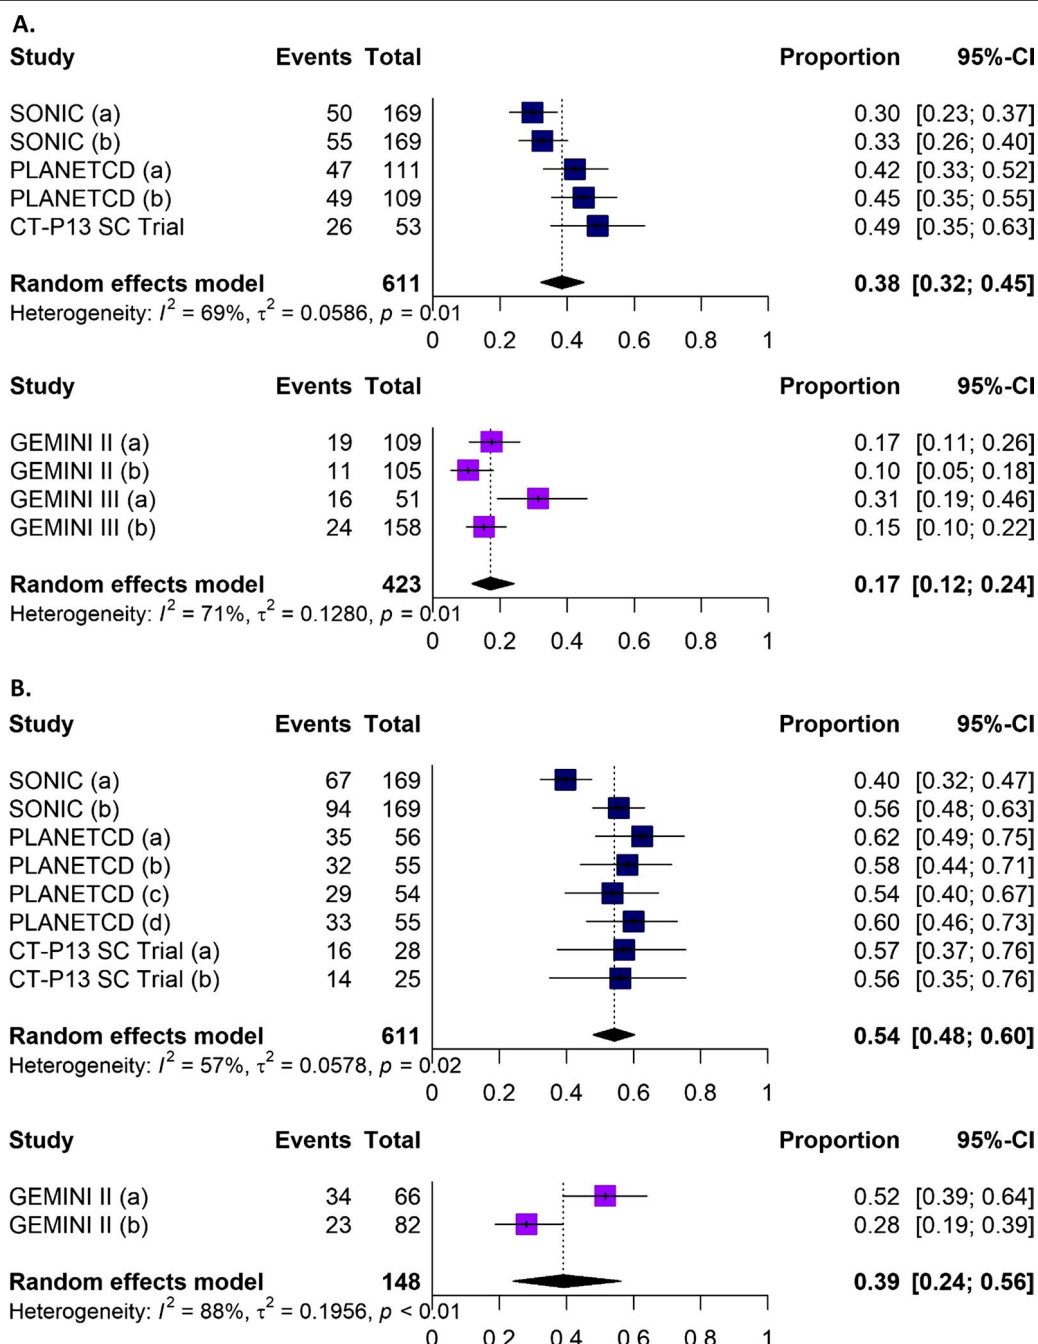 A.
Study Events Total Proportion 95%-CI
SONIC (a) 50 169 0.30 [0.23; 0.37]
SONIC (b) 55 169 0.33 [0.26; 0.40]
PLANETCD (a) 47 111 0.42 [0.33; 0.52]
PLANETCD (b) 49 109 0.45 [0.35; 0.55]
CT-P13 SC Trial 26 53 0.49 [0.35; 0.63]
Random effects model 611 0.38 [0.32; 0.45]
Heterogeneity: I² = 69%, τ² = 0.0586, p = 0.01
0 0.2 0.4 0.6 0.8 1
Study Events Total Proportion 95%-CI
GEMINI II (a) 19 109 0.17 [0.11; 0.26]
GEMINI II (b) 11 105 0.10 [0.05; 0.18]
GEMINI III (a) 16 51 0.31 [0.19; 0.46]
GEMINI III (b) 24 158 0.15 [0.10; 0.22]
Random effects model 423 0.17 [0.12; 0.24]
Heterogeneity: I² = 71%, τ² = 0.1280, p = 0.01
0 0.2 0.4 0.6 0.8 1
B.
Study Events Total Proportion 95%-CI
SONIC (a) 67 169 0.40 [0.32; 0.47]
SONIC (b) 94 169 0.56 [0.48; 0.63]
PLANETCD (a) 35 56 0.62 [0.49; 0.75]
PLANETCD (b) 32 55 0.58 [0.44; 0.71]
PLANETCD (c) 29 54 0.54 [0.40; 0.67]
PLANETCD (d) 33 55 0.60 [0.46; 0.73]
CT-P13 SC Trial (a) 16 28 0.57 [0.37; 0.76]
CT-P13 SC Trial (b) 14 25 0.56 [0.35; 0.76]
Random effects model 611 0.54 [0.48; 0.60]
Heterogeneity: I² = 57%, τ² = 0.0578, p = 0.02
0 0.2 0.4 0.6 0.8 1
Study Events Total Proportion 95%-CI
GEMINI II (a) 34 66 0.52 [0.39; 0.64]
GEMINI II (b) 23 82 0.28 [0.19; 0.39]
Random effects model 148 0.39 [0.24; 0.56]
Heterogeneity: I² = 88%, τ² = 0.1956, p < 0.01
0 0.2 0.4 0.6 0.8 1